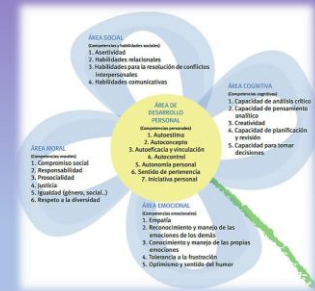 ÁREA SOCIAL
(Competencias y habilidades sociales)
1. Asertividad
2. Habilidades relacionales
3. Habilidades para la resolución de conflictos
interpersonales
4. Habilidades comunicativas
ÁREA COGNITIVA
(Competencias cognitivas)
1. Capacidad de análisis crítico
2. Capacidad de pensamiento
analítico
3. Creatividad
4. Capacidad de planificación
y revisión
5. Capacidad para tomar
decisiones
ÁREA DE
DESARROLLO
PERSONAL
(Competencias personales)
1. Autoestima
2. Autoconcepto
3. Autoeficacia y vinculación
4. Autocontrol
5. Autonomía personal
6. Sentido de pertenencia
7. Iniciativa personal
ÁREA MORAL
(Competencias morales)
1. Compromiso social
2. Responsabilidad
3. Prosocialidad
4. Justicia
5. Igualdad (género, social..)
6. Respeto a la diversidad
ÁREA EMOCIONAL
(Competencias emocionales)
1. Empatía
2. Reconocimiento y manejo de las
emociones de los demás
3. Conocimiento y manejo de las propias
emociones
4. Tolerancia a la frustración
5. Optimismo y sentido del humor